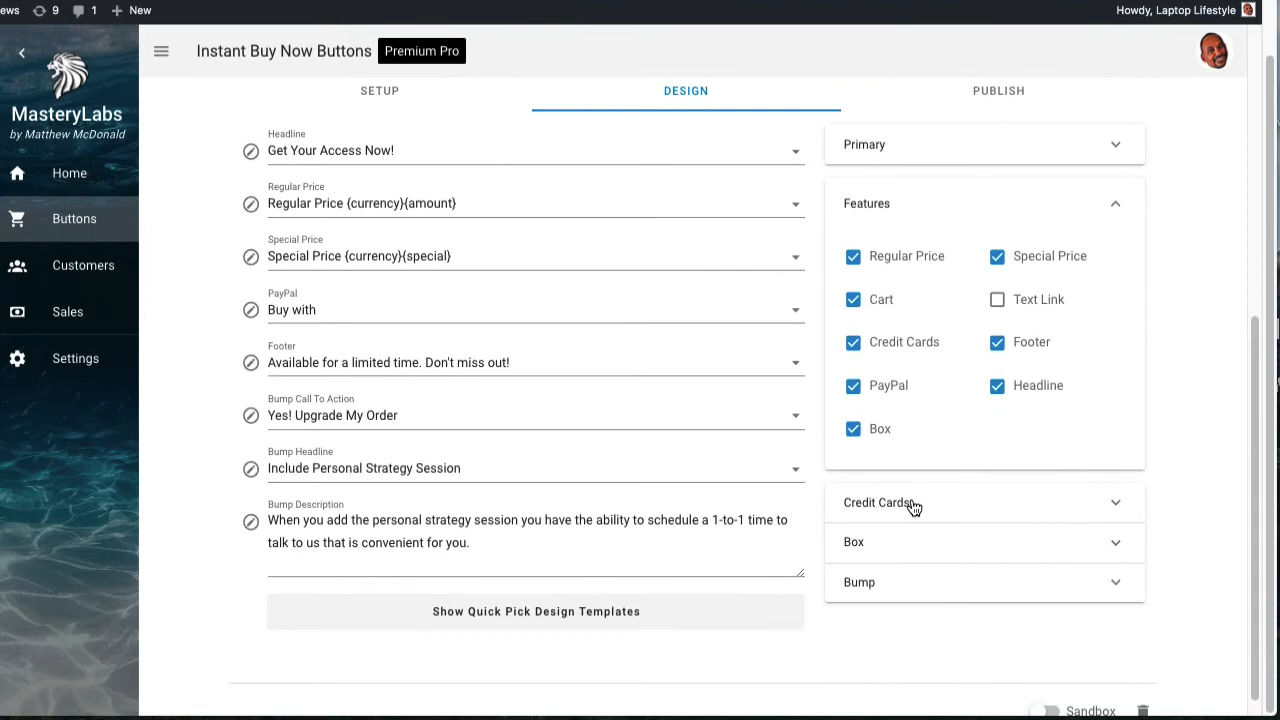 ews 9 1 + New
Howdy, Laptop Lifestyle
Instant Buy Now Buttons Premium Pro
MasteryLabs
by Matthew McDonald
Home
Buttons
Customers
Sales
Settings
SETUP
DESIGN
PUBLISH
Headline
Get Your Access Now!
Regular Price
Regular Price {currency}{amount}
Special Price
Special Price {currency}{special}
PayPal
Buy with
Footer
Available for a limited time. Don't miss out!
Bump Call To Action
Yes! Upgrade My Order
Bump Headline
Include Personal Strategy Session
Bump Description
When you add the personal strategy session you have the ability to schedule a 1-to-1 time to
talk to us that is convenient for you.
Show Quick Pick Design Templates
Primary
Features
Regular Price
Special Price
Cart
Text Link
Credit Cards
Footer
PayPal
Headline
Box
Credit Cards
Box
Bump
Sandbox